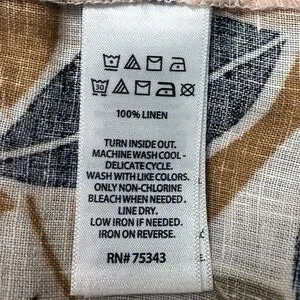 30
100% LINEN
TURN INSIDE OUT.
MACHINE WASH COOL -
DELICATE CYCLE.
WASH WITH LIKE COLORS.
ONLY NON-CHLORINE
BLEACH WHEN NEEDED.
LINE DRY.
LOW IRON IF NEEDED.
IRON ON REVERSE.
RN# 75343